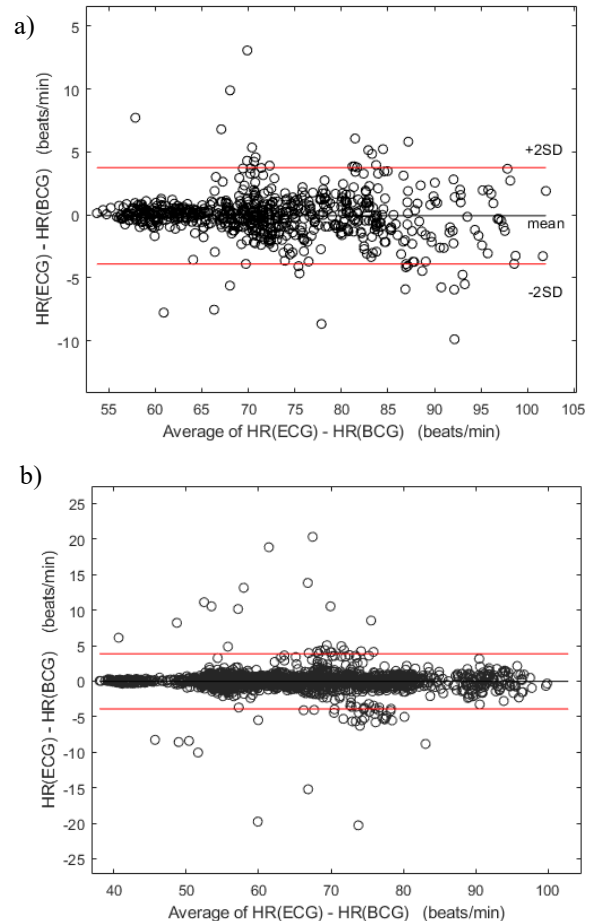 a)
5
10
5
0
-5
-10
+2SD
mean
-2SD
HR(ECG) - HR(BCG) (beats/min)
55 60 65 70 75 80 85 90 95 100 105
Average of HR(ECG) - HR(BCG) (beats/min)
b)
25
20
15
10
5
0
-5
-10
-15
-20
-25
HR(ECG) - HR(BCG) (beats/min)
40 50 60 70 80 90 100
Average of HR(ECG) - HR(BCG) (beats/min)